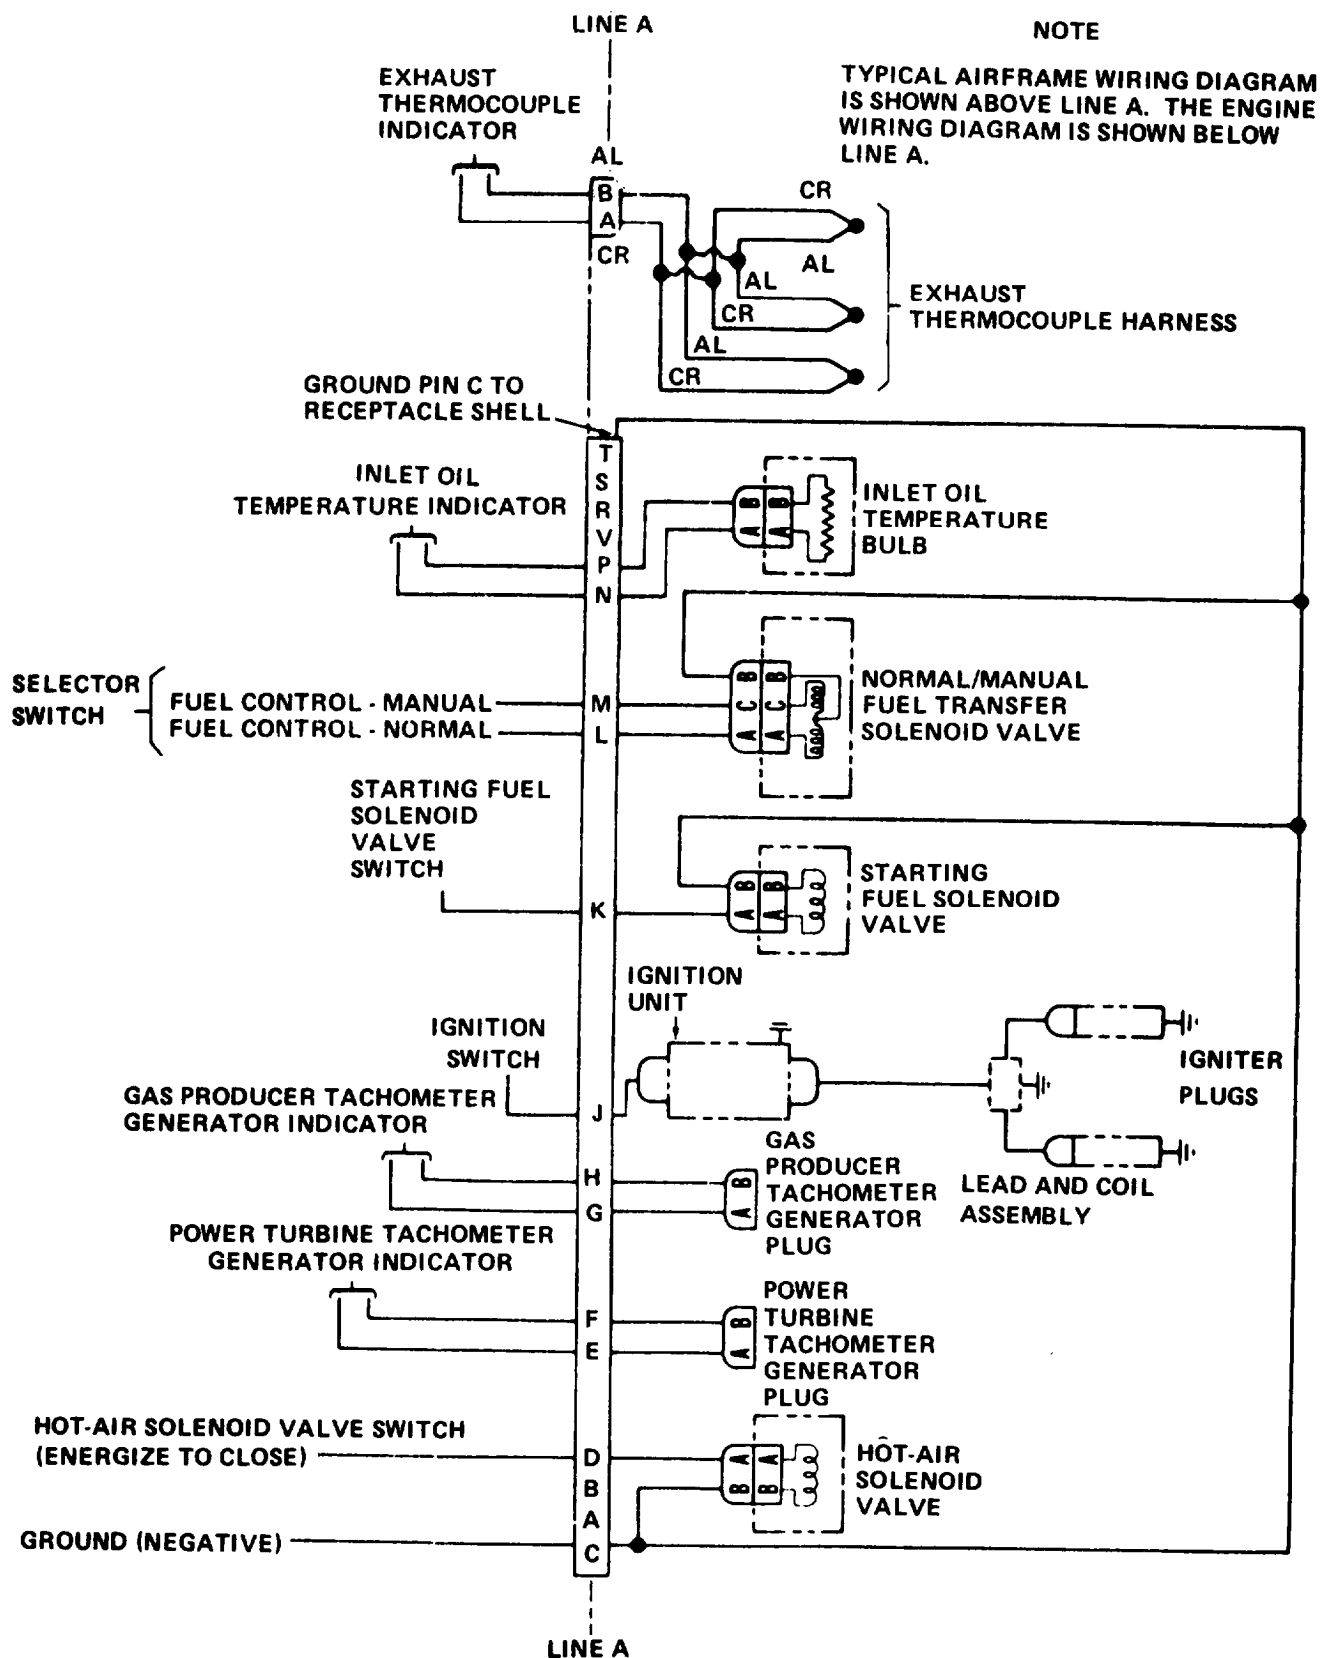 LINE A
NOTE
TYPICAL AIRFRAME WIRING DIAGRAM
IS SHOWN ABOVE LINE A. THE ENGINE
WIRING DIAGRAM IS SHOWN BELOW
LINE A.
EXHAUST
THERMOCOUPLE
INDICATOR
AL
B
A
CR
CR
AL
AL
CR
AL
CR
EXHAUST
THERMOCOUPLE HARNESS
GROUND PIN C TO
RECEPTACLE SHELL
T
S
R
V
P
N
INLET OIL
TEMPERATURE INDICATOR
B B
A A
INLET OIL
TEMPERATURE
BULB
SELECTOR
SWITCH
FUEL CONTROL - MANUAL
FUEL CONTROL - NORMAL
M
L
B B
C C
A A
NORMAL/MANUAL
FUEL TRANSFER
SOLENOID VALVE
STARTING FUEL
SOLENOID
VALVE
SWITCH
K
B B
A A
STARTING
FUEL SOLENOID
VALVE
IGNITION
UNIT
IGNITION
SWITCH
J
IGNITER
PLUGS
LEAD AND COIL
ASSEMBLY
GAS PRODUCER TACHOMETER
GENERATOR INDICATOR
H
G
B
A
GAS
PRODUCER
TACHOMETER
GENERATOR
PLUG
POWER TURBINE TACHOMETER
GENERATOR INDICATOR
F
E
B
A
POWER
TURBINE
TACHOMETER
GENERATOR
PLUG
HOT-AIR SOLENOID VALVE SWITCH
(ENERGIZE TO CLOSE)
D
B
A
C
A A
B B
HOT-AIR
SOLENOID
VALVE
GROUND (NEGATIVE)
LINE A